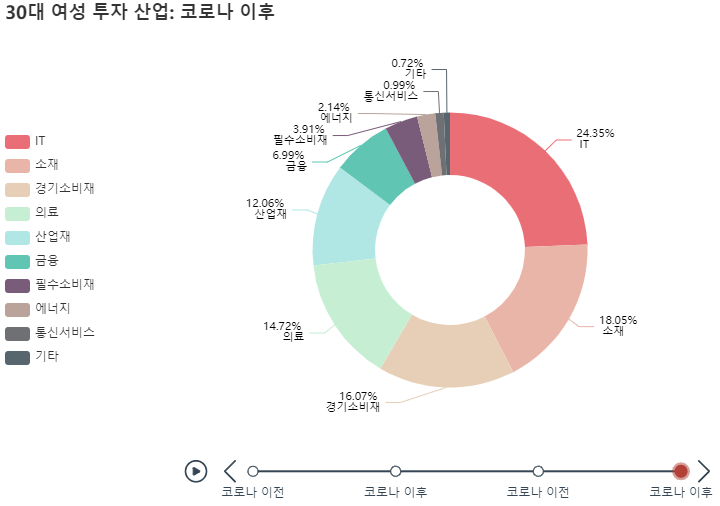 30대 여성 투자 산업: 코로나 이후
IT
소재
경기소비재
의료
산업재
금융
필수소비재
에너지
통신서비스
기타
0.72%
기타
0.99%
통신서비스
2.14%
에너지
3.91%
필수소비재
6.99%
금융
12.06%
산업재
14.72%
의료
16.07%
경기소비재
18.05%
소재
24.35%
IT
코로나 이전
코로나 이후
코로나 이전
코로나 이후